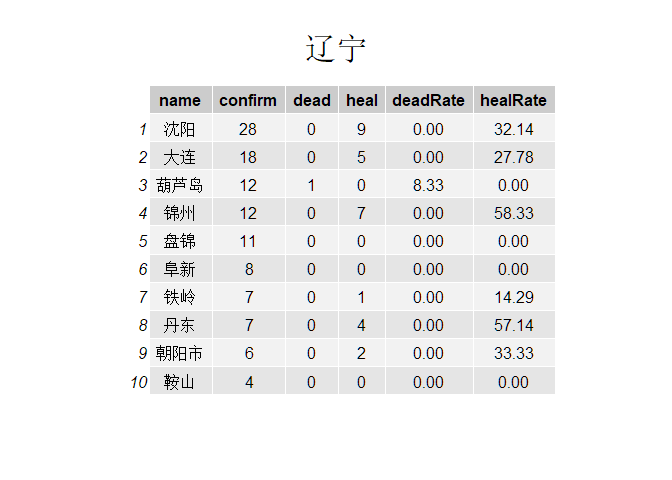 辽宁
name confirm dead heal deadRate healRate
1 沈阳 28 0 9 0.00 32.14
2 大连 18 0 5 0.00 27.78
3 葫芦岛 12 1 0 8.33 0.00
4 锦州 12 0 7 0.00 58.33
5 盘锦 11 0 0 0.00 0.00
6 阜新 8 0 0 0.00 0.00
7 铁岭 7 0 1 0.00 14.29
8 丹东 7 0 4 0.00 57.14
9 朝阳市 6 0 2 0.00 33.33
10 鞍山 4 0 0 0.00 0.00